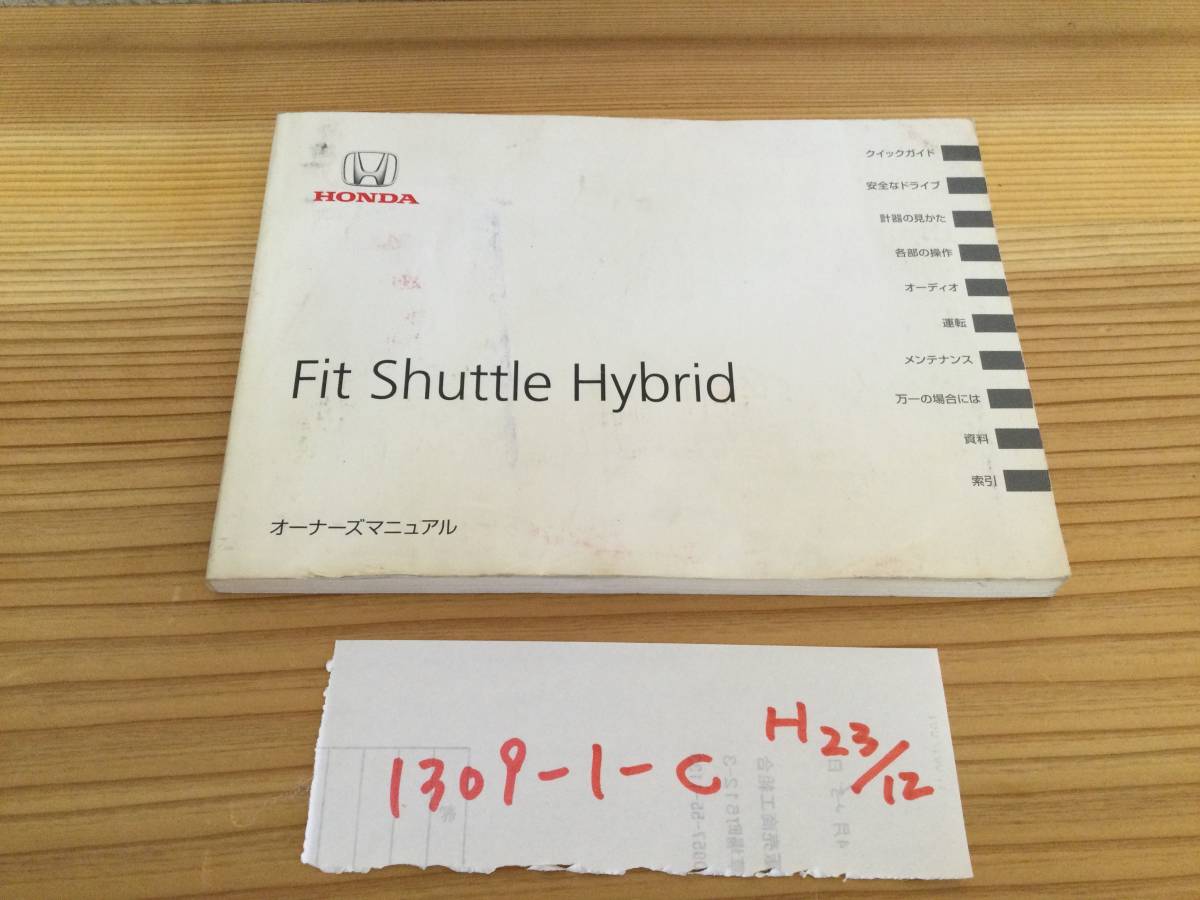 HONDA
Fit Shuttle Hybrid
オーナーズマニュアル
クイックガイド
安全なドライブ
計器の見かた
各部の操作
オーディオ
運転
メンテナンス
万一の場合には
資料
索引
1309-1-C
H23/12